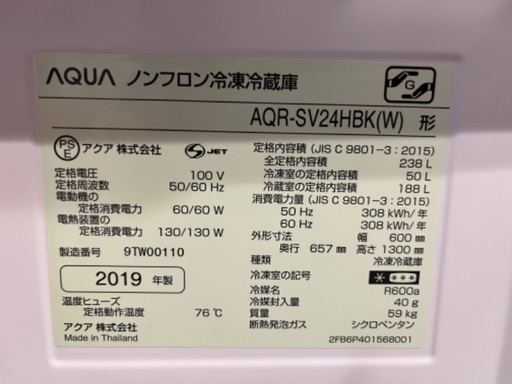 AQUA ノンフロン冷凍冷蔵庫
G
AQR-SV24HBK(W) 形
PS E アクア 株式会社 S JET
定格電圧 100 V
定格周波数 50/60 Hz
電動機の
定格消費電力 60/60 W
電熱装置の
定格消費電力 130/130 W
製造番号 9TW00110
2019 年製
温度ヒューズ
定格動作温度 76℃
アクア 株式会社
Made in Thailand
定格内容積 (JIS C 9801-3 : 2015)
全定格内容積 238 L
冷凍室の定格内容積 50 L
冷蔵室の定格内容積 188 L
消費電力量 (JIS C 9801-3 : 2015)
50 Hz 308 kWh/年
60 Hz 308 kWh/年
外形寸法 幅 600 mm
奥行 657 mm 高さ 1300 mm
種類 冷凍冷蔵庫
冷凍室の記号
冷媒名 R600a
冷媒封入量 40 g
質量 59 kg
断熱発泡ガス シクロペンタン
2FB6P401568001